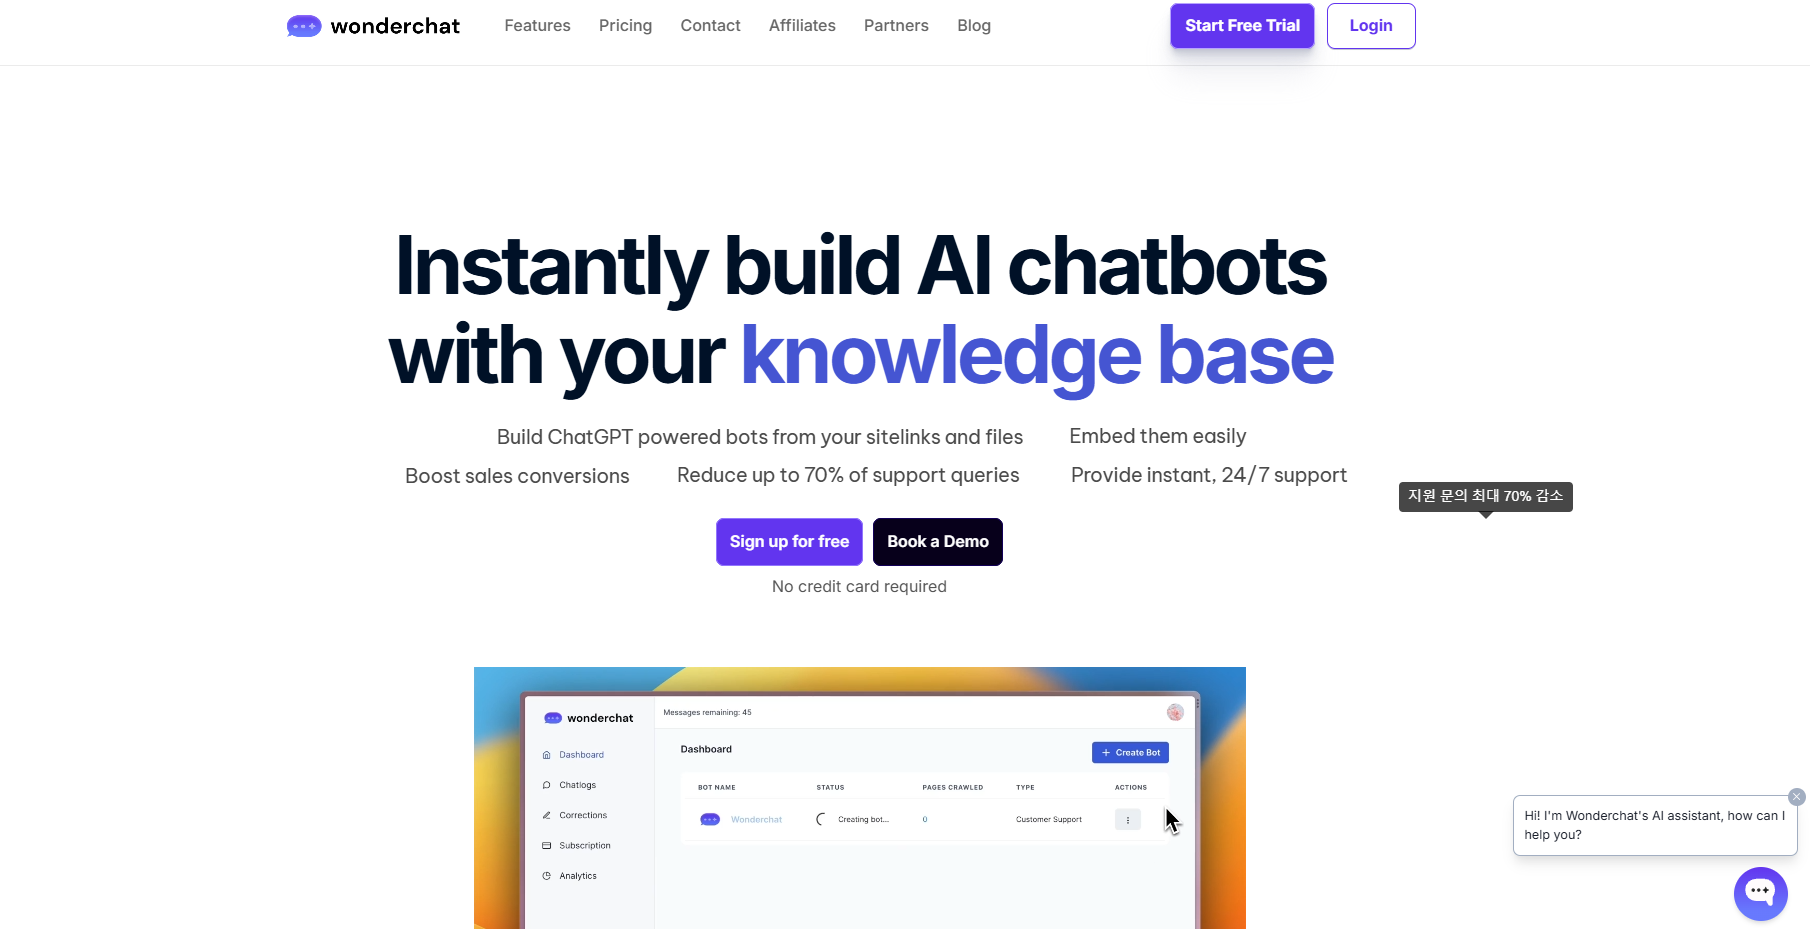 wonderchat
Features
Pricing
Contact
Affiliates
Partners
Blog
Start Free Trial
Login
Instantly build AI chatbots
with your knowledge base
Build ChatGPT powered bots from your sitelinks and files
Embed them easily
Boost sales conversions
Reduce up to 70% of support queries
Provide instant, 24/7 support
지원 문의 최대 70% 감소
Sign up for free
Book a Demo
No credit card required
wonderchat
Messages remaining: 45
Dashboard
Chatlogs
Corrections
Subscription
Analytics
Dashboard
+ Create Bot
BOT NAME
STATUS
PAGES CRAWLED
TYPE
ACTIONS
Wonderchat
Creating bot...
0
Customer Support
Hi! I'm Wonderchat's AI assistant, how can I
help you?